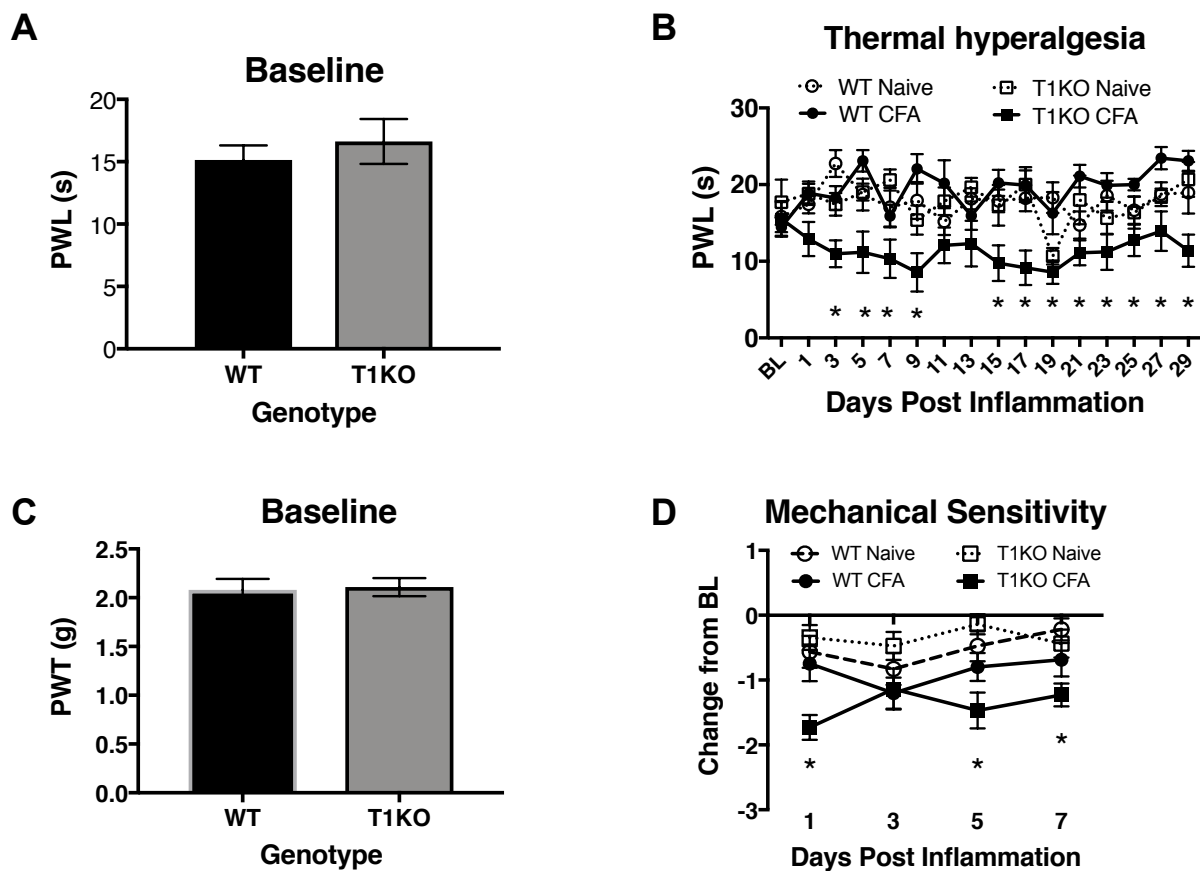 A
Baseline
PWL (s)
20
15
10
5
0
WT
T1KO
Genotype
B
Thermal hyperalgesia
WT Naive
T1KO Naive
WT CFA
T1KO CFA
PWL (s)
30
20
10
0
* * * * * * * * * * * *
BL 1 3 5 7 9 11 13 15 17 19 21 23 25 27 29
Days Post Inflammation
C
Baseline
PWT (g)
2.5
2.0
1.5
1.0
0.5
0.0
WT
T1KO
Genotype
D
Mechanical Sensitivity
WT Naive
T1KO Naive
WT CFA
T1KO CFA
Change from BL
1
0
-1
-2
-3
* * *
1 3 5 7
Days Post Inflammation